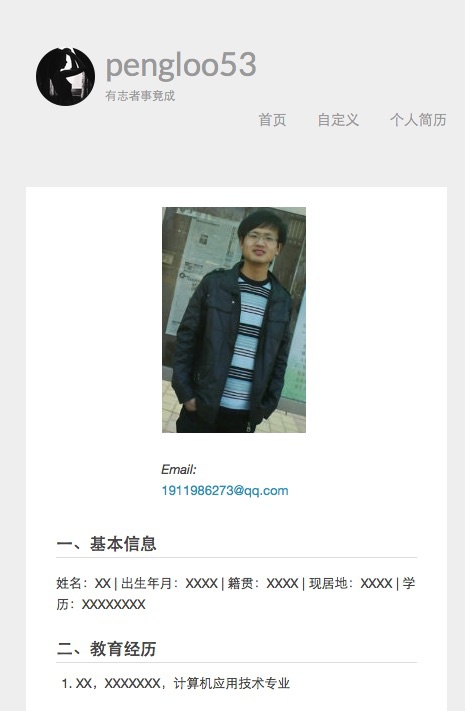 pengloo53
有志者事竟成
首页 自定义 个人简历
Email:
1911986273@qq.com
一、基本信息
姓名：XX | 出生年月：XXXX | 籍贯：XXXX | 现居地：XXXX | 学
历：XXXXXXXX
二、教育经历
1. XX，XXXXXXX，计算机应用技术专业